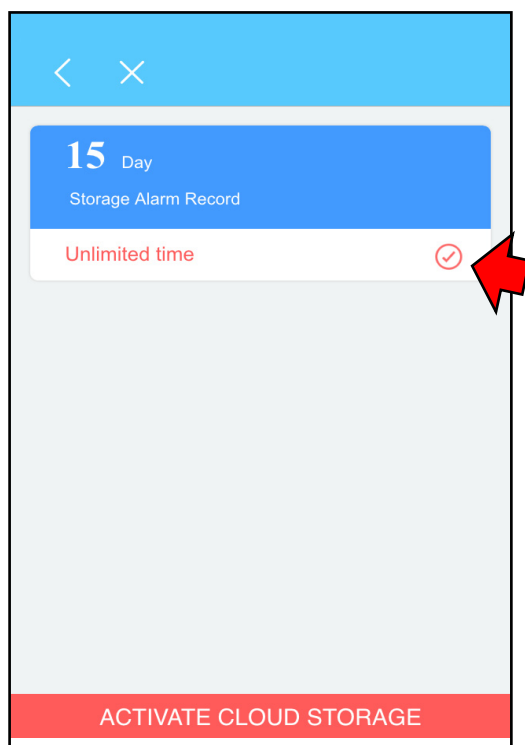 15 Day
Storage Alarm Record
Unlimited time
ACTIVATE CLOUD STORAGE